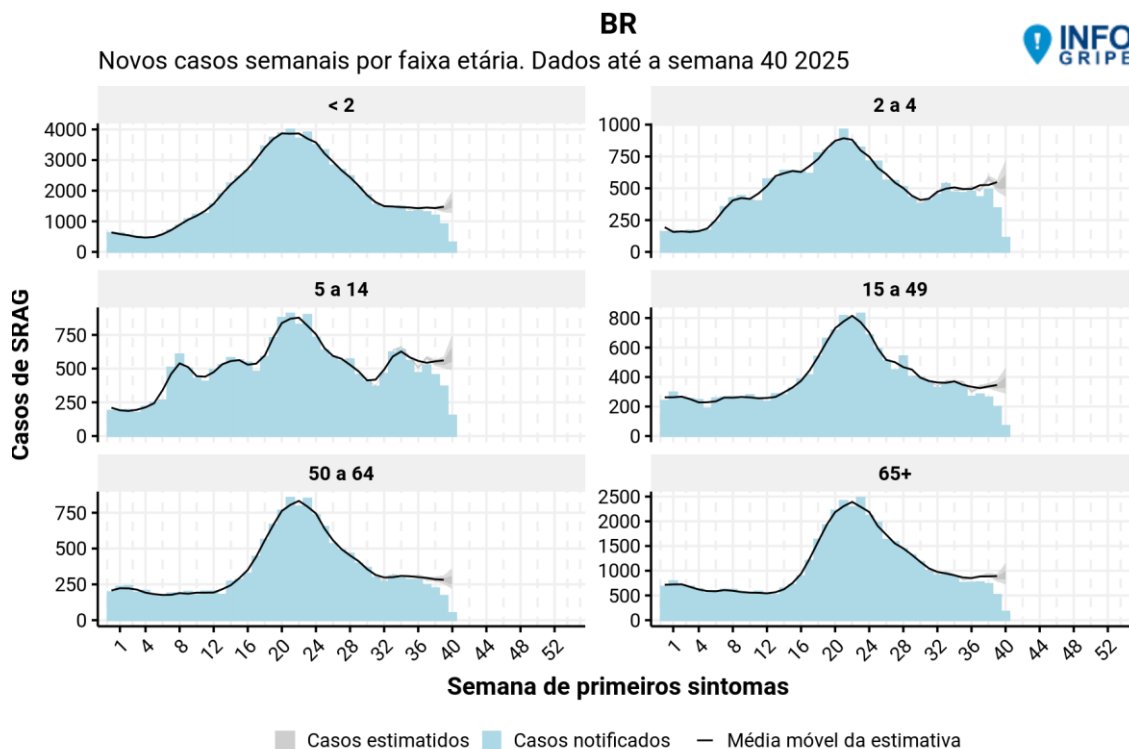 BR
INFO
GRIPE
Novos casos semanais por faixa etária. Dados até a semana 40 2025
< 2
2 a 4
4000
3000
2000
1000
0
1000
750
500
250
0
5 a 14
15 a 49
750
500
250
0
800
600
400
200
0
50 a 64
65+
750
500
250
0
2500
2000
1500
1000
500
0
1 4 8 12 16 20 24 28 32 36 40 44 48 52
1 4 8 12 16 20 24 28 32 36 40 44 48 52
Casos de SRAG
Semana de primeiros sintomas
Casos estimatidos Casos notificados Média móvel da estimativa